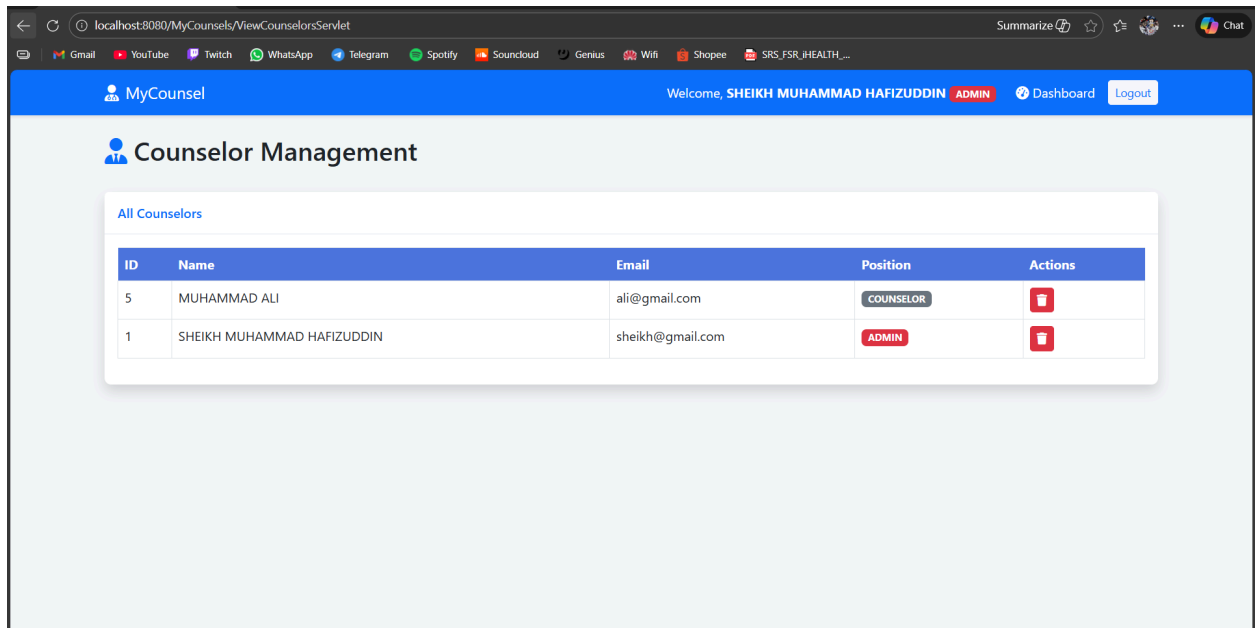 localhost:8080/MyCounsels/ViewCounselorsServlet Summarize ... Chat
Gmail YouTube Twitch WhatsApp Telegram Spotify Soundcloud Genius Wifi Shopee SRS_FSR_iHEALTH_...
MyCounsel Welcome, SHEIKH MUHAMMAD HAFIZUDDIN ADMIN Dashboard Logout
Counselor Management
All Counselors
ID Name Email Position Actions
5 MUHAMMAD ALI ali@gmail.com COUNSELOR
1 SHEIKH MUHAMMAD HAFIZUDDIN sheikh@gmail.com ADMIN